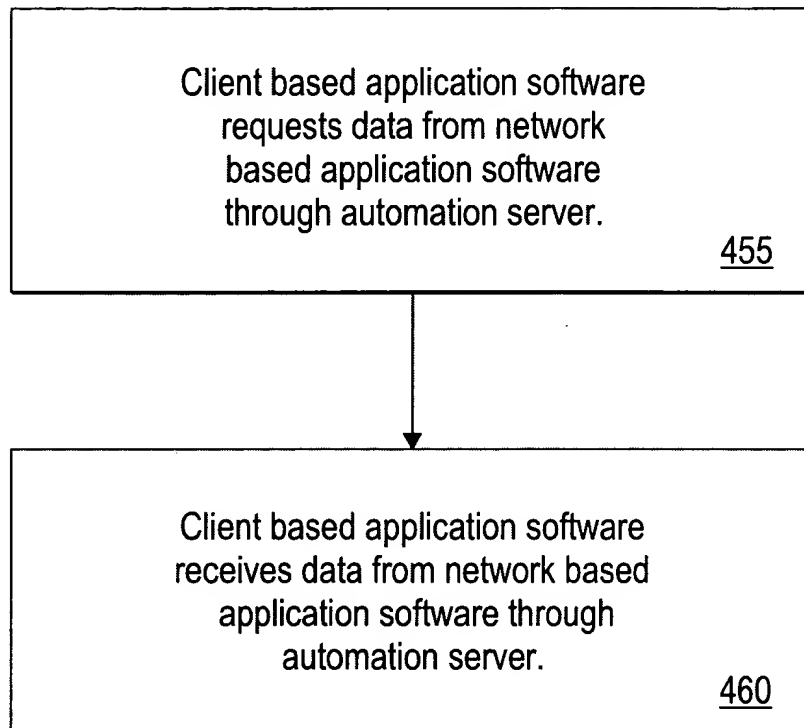 Client based application software
requests data from network
based application software
through automation server.
455
Client based application software
receives data from network based
application software through
automation server.
460